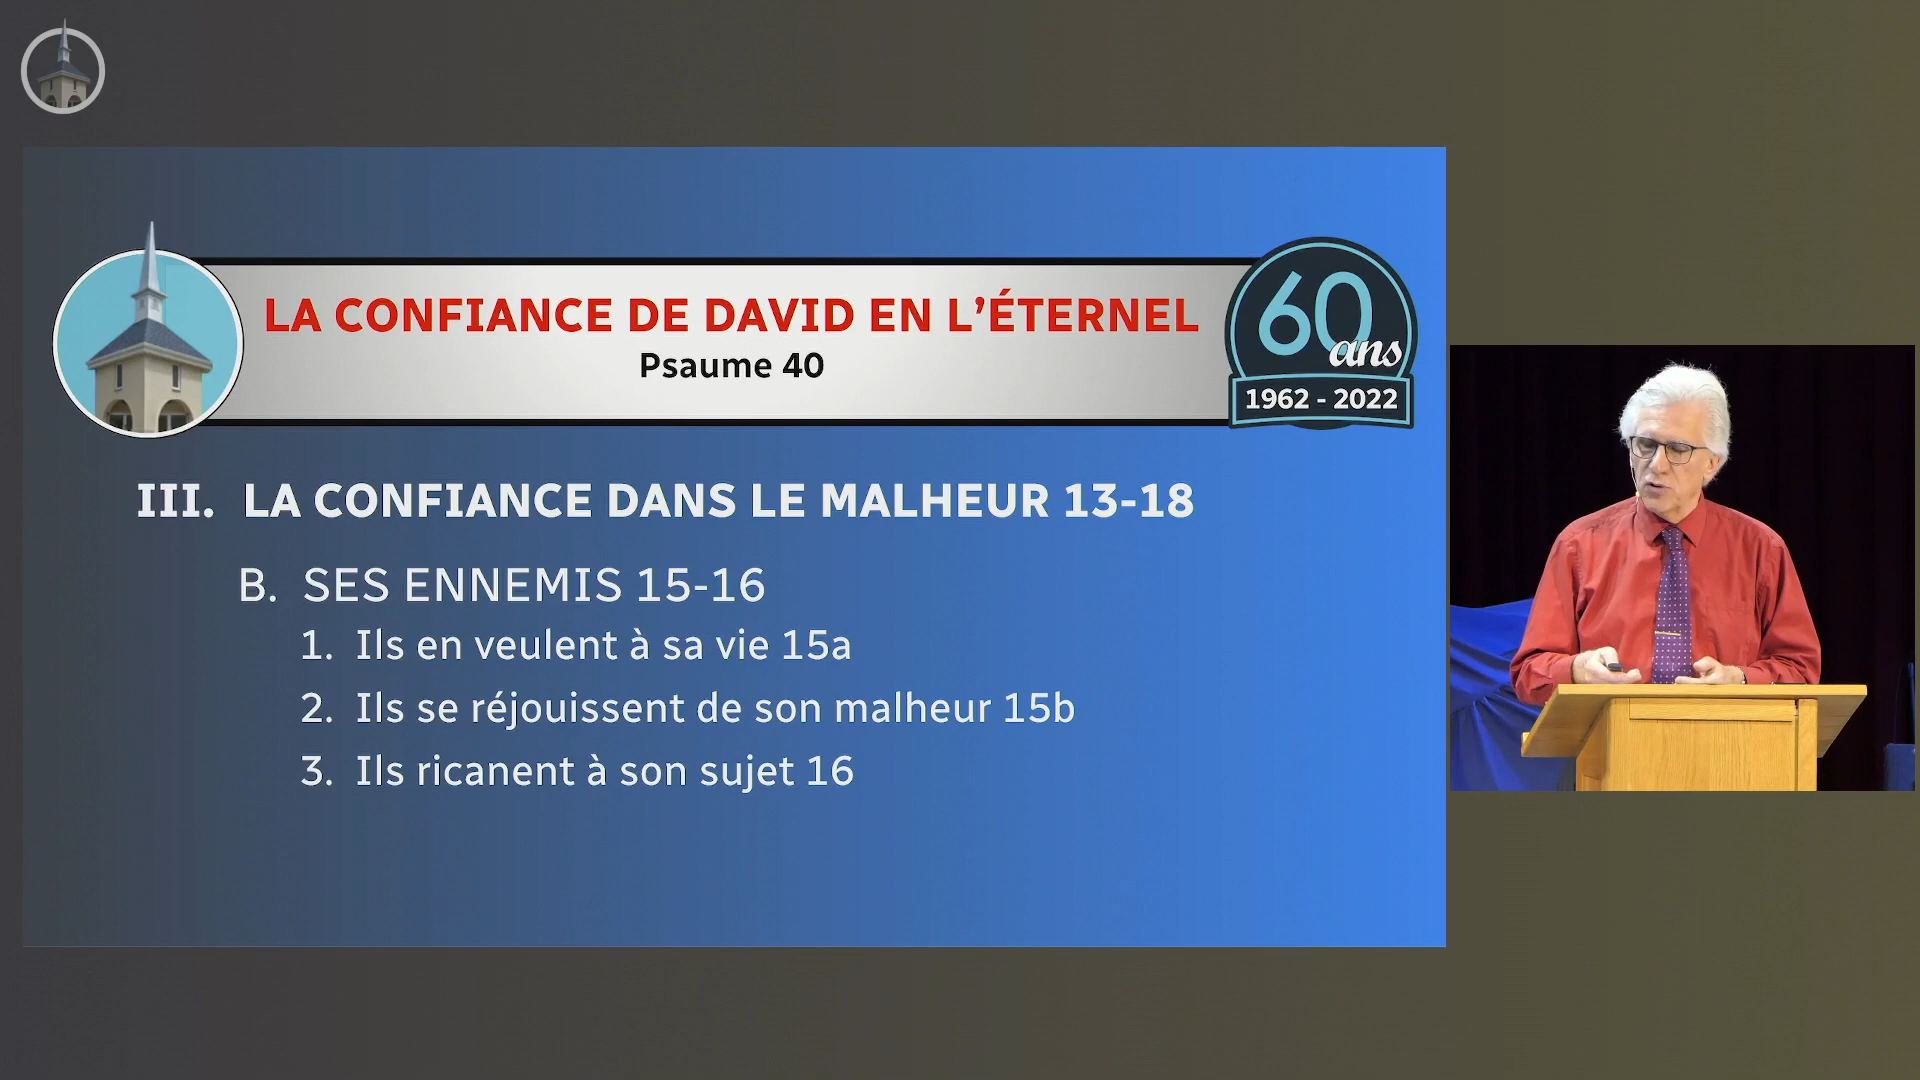 LA CONFIANCE DE DAVID EN L’ÉTERNEL
Psaume 40
60
ans
1962 - 2022
III. LA CONFIANCE DANS LE MALHEUR 13-18
B. SES ENNEMIS 15-16
1. Ils en veulent à sa vie 15a
2. Ils se réjouissent de son malheur 15b
3. Ils ricanent à son sujet 16